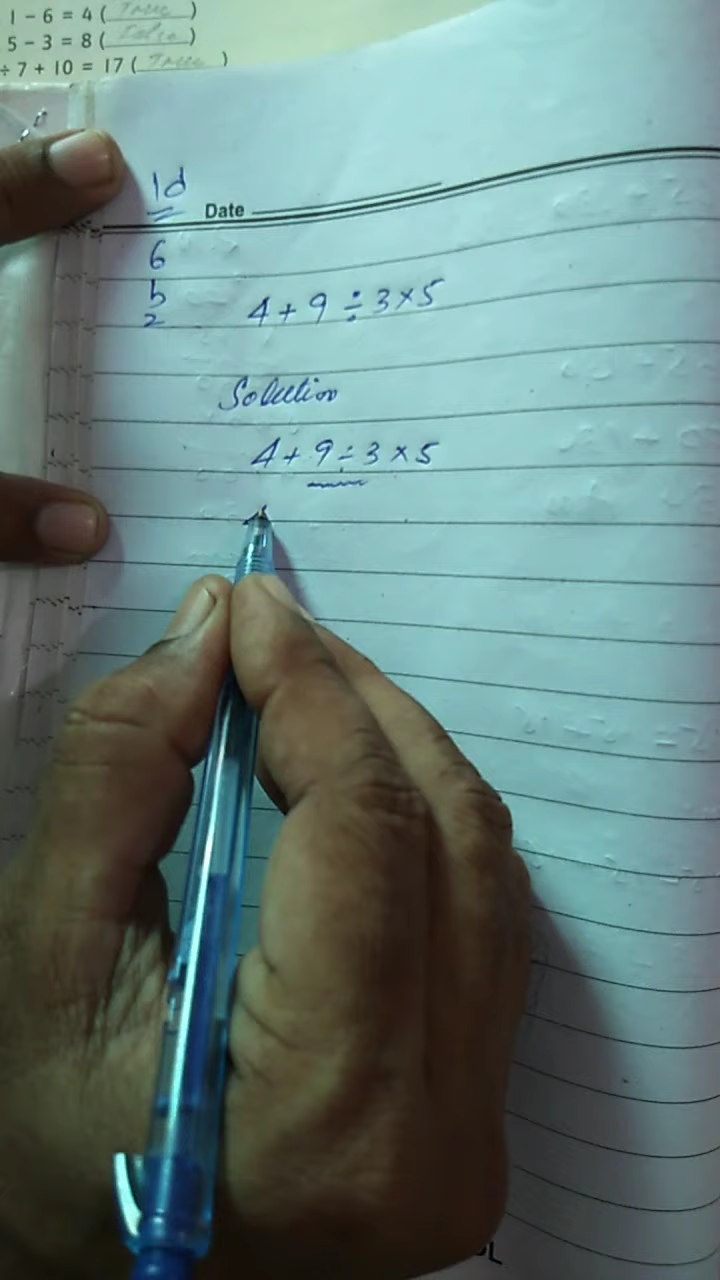 1 - 6 = 4 ( True )
5 - 3 = 8 ( False )
÷ 7 + 10 = 17 ( True )
1d
Date
6
b 4 + 9 ÷ 3 × 5
2
Solution
4 + 9 ÷ 3 × 5